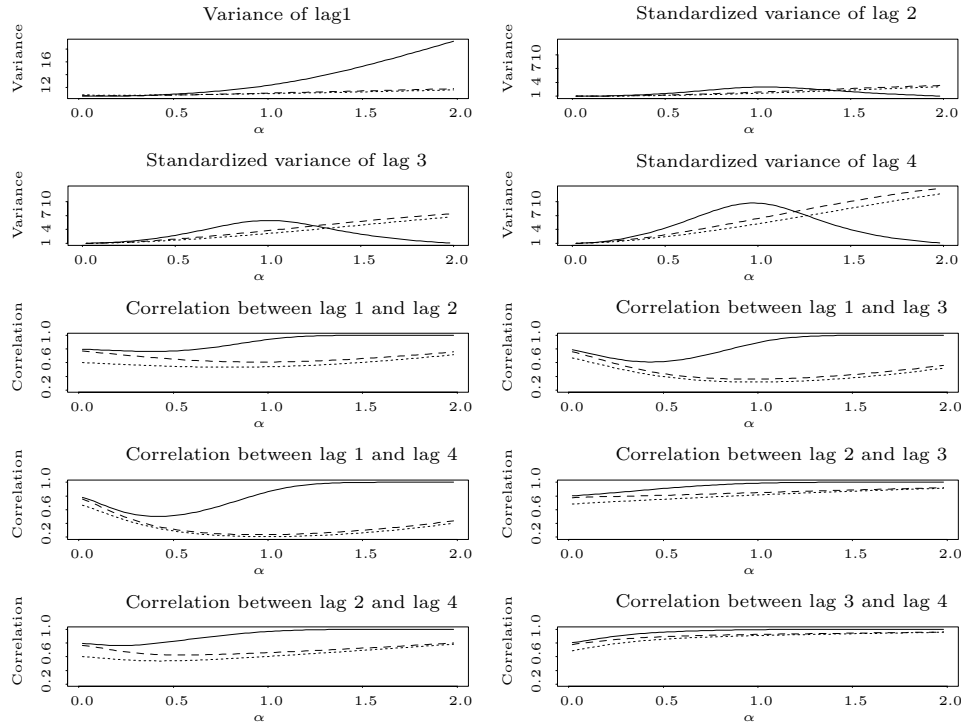 Variance of lag1
Variance
12 16
0.0 0.5 1.0 1.5 2.0
α
Standardized variance of lag 2
Variance
1 4 7 10
0.0 0.5 1.0 1.5 2.0
α
Standardized variance of lag 3
Variance
1 4 7 10
0.0 0.5 1.0 1.5 2.0
α
Standardized variance of lag 4
Variance
1 4 7 10
0.0 0.5 1.0 1.5 2.0
α
Correlation between lag 1 and lag 2
Correlation
0.2 0.6 1.0
0.0 0.5 1.0 1.5 2.0
α
Correlation between lag 1 and lag 3
Correlation
0.2 0.6 1.0
0.0 0.5 1.0 1.5 2.0
α
Correlation between lag 1 and lag 4
Correlation
0.2 0.6 1.0
0.0 0.5 1.0 1.5 2.0
α
Correlation between lag 2 and lag 3
Correlation
0.2 0.6 1.0
0.0 0.5 1.0 1.5 2.0
α
Correlation between lag 2 and lag 4
Correlation
0.2 0.6 1.0
0.0 0.5 1.0 1.5 2.0
α
Correlation between lag 3 and lag 4
Correlation
0.2 0.6 1.0
0.0 0.5 1.0 1.5 2.0
α